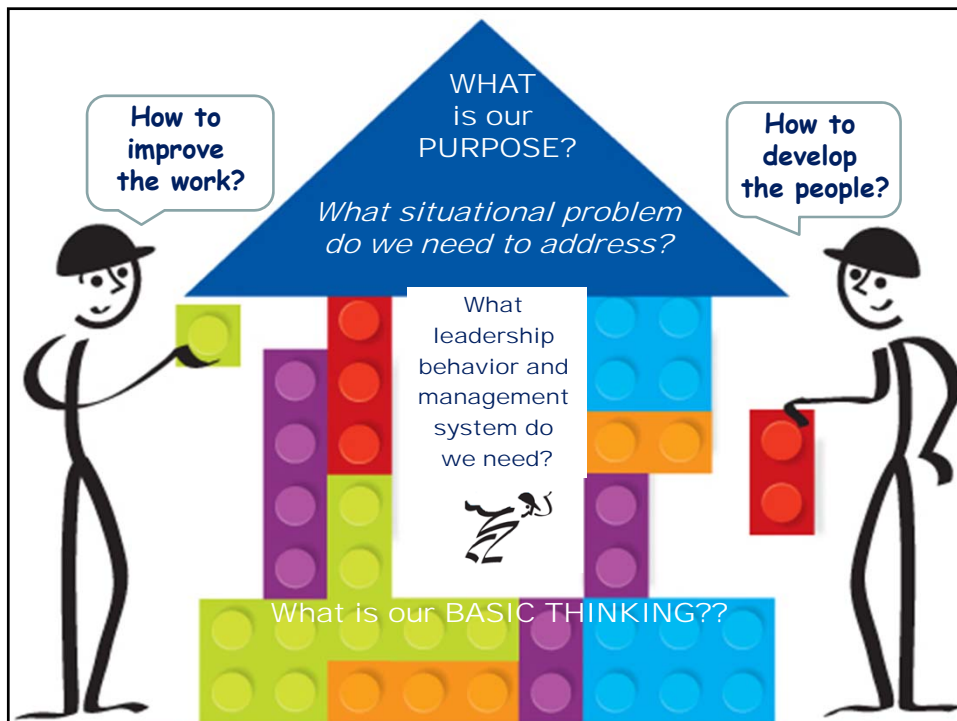 WHAT
is our
PURPOSE?
What situational problem
do we need to address?
How to
improve
the work?
How to
develop
the people?
What
leadership
behavior and
management
system do
we need?
What is our BASIC THINKING??